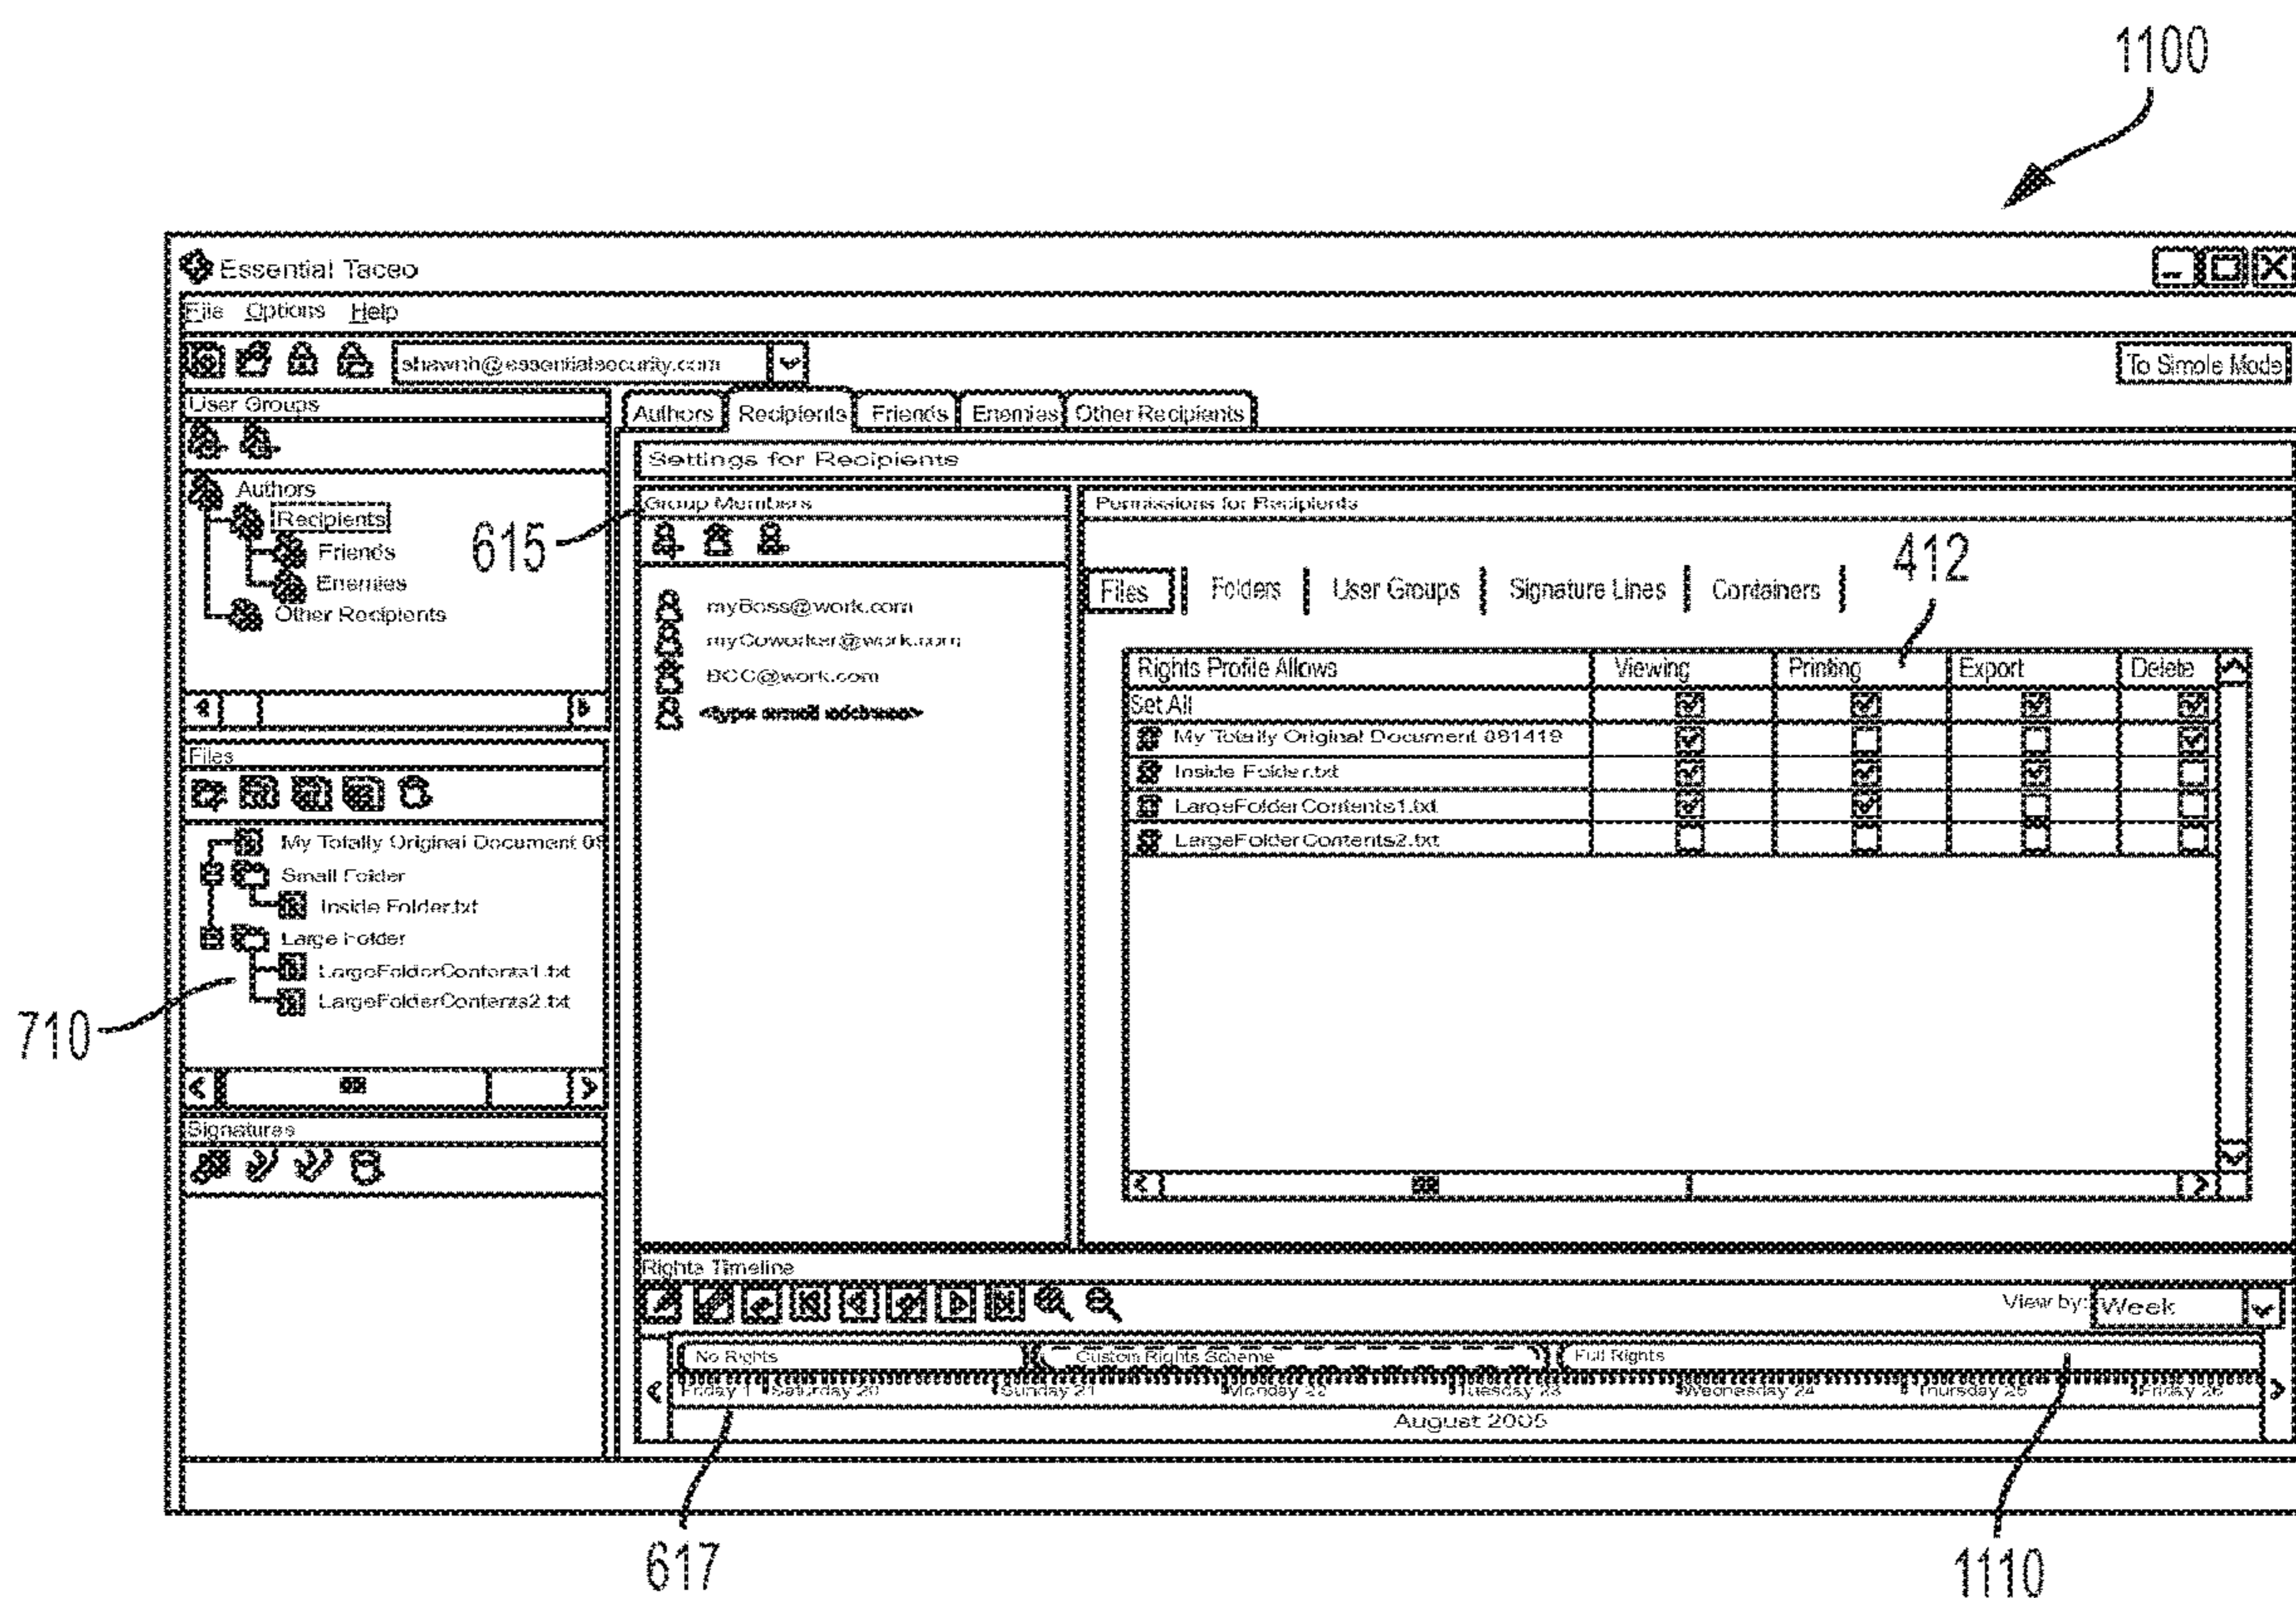 1100
Essential Taceo
File Options Help
shawnh@essentialsecurity.com
To Simple Mode
User Groups
Authors
Recipients
Friends
Enemies
Other Recipients
Authors Recipients Friends Enemies Other Recipients
Settings for Recipients
615
Group Members
myBoss@work.com
myCoworker@work.com
BCC@work.com
<type email address>
Permissions for Recipients
412
Files Folders User Groups Signature Lines Containers
Rights Profile Allows Viewing Printing Export Delete
Set All
My Totally Original Document 081419
Inside Folder.txt
LargeFolderContents1.txt
LargeFolderContents2.txt
Files
My Totally Original Document 08
Small Folder
Inside Folder.txt
Large Folder
LargeFolderContents1.txt
LargeFolderContents2.txt
710
Signatures
Rights Timeline
View by: Week
No Rights Custom Rights Scheme Full Rights
Friday 1 Saturday 20 Sunday 21 Monday 22 Tuesday 23 Wednesday 24 Thursday 25 Friday 26
August 2005
617
1110